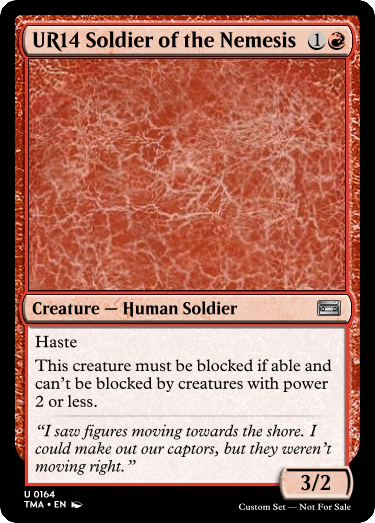 UR14 Soldier of the Nemesis 1
Creature — Human Soldier
Haste
This creature must be blocked if able and
can't be blocked by creatures with power
2 or less.
“I saw figures moving towards the shore. I
could make out our captors, but they weren't
moving right.”
3/2
U 0164
TMA • EN
Custom Set — Not For Sale